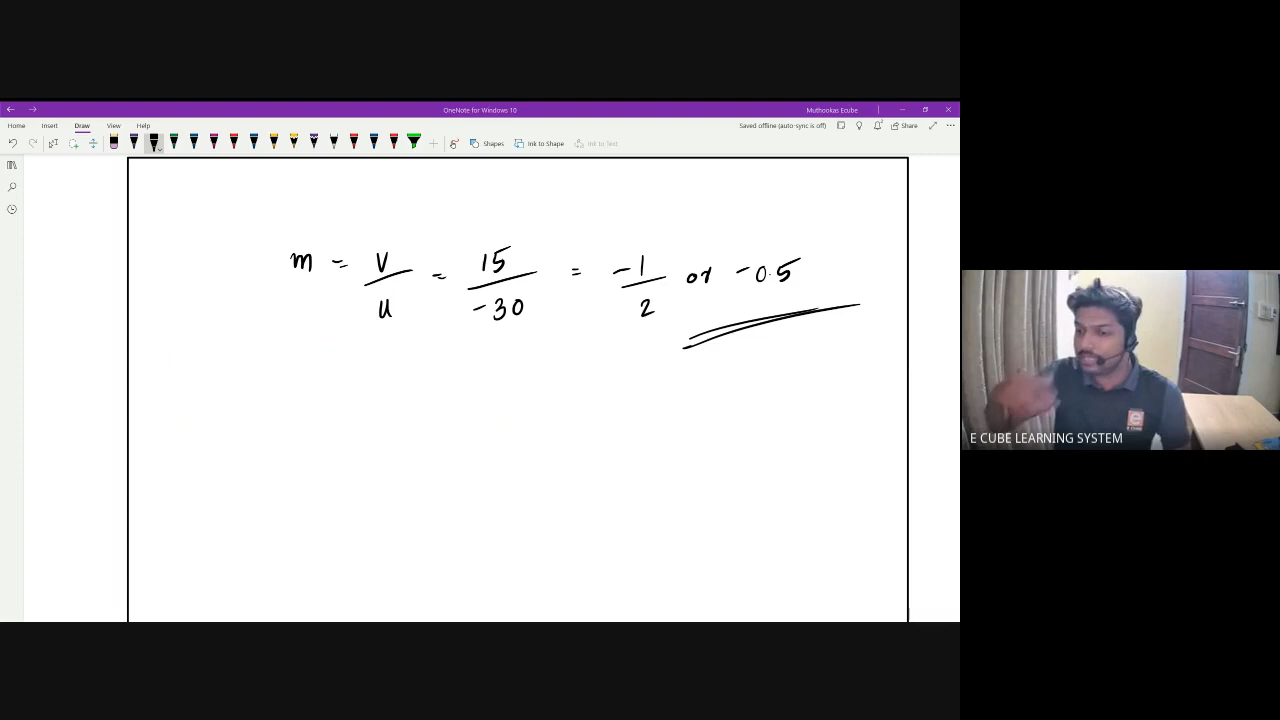 OneNote for Windows 10
Muthookas Ecube
Home Insert Draw View Help
Saved offline (auto-sync is off)
Share
Shapes
Ink to Shape
Ink to Text
m = v/u = 15/-30 = -1/2 or -0.5
e
E CUBE LEARNING SYSTEM